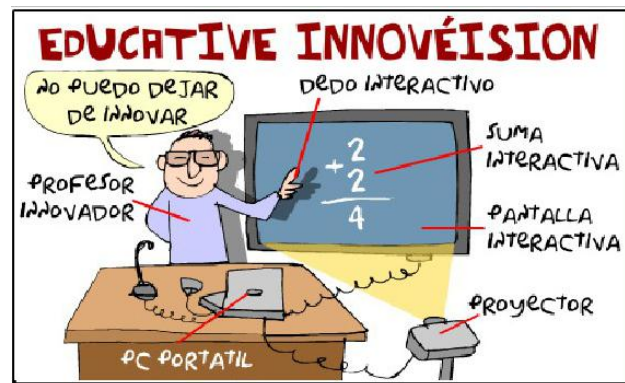 EDUCATIVE INNOVÉISION
NO PUEDO DEJAR
DE INNOVAR
DEDO INTERACTIVO
PROFESOR
INNOVADOR
+ 2
2
4
SUMA
INTERACTIVA
PANTALLA
INTERACTIVA
PROYECTOR
PC PORTATIL